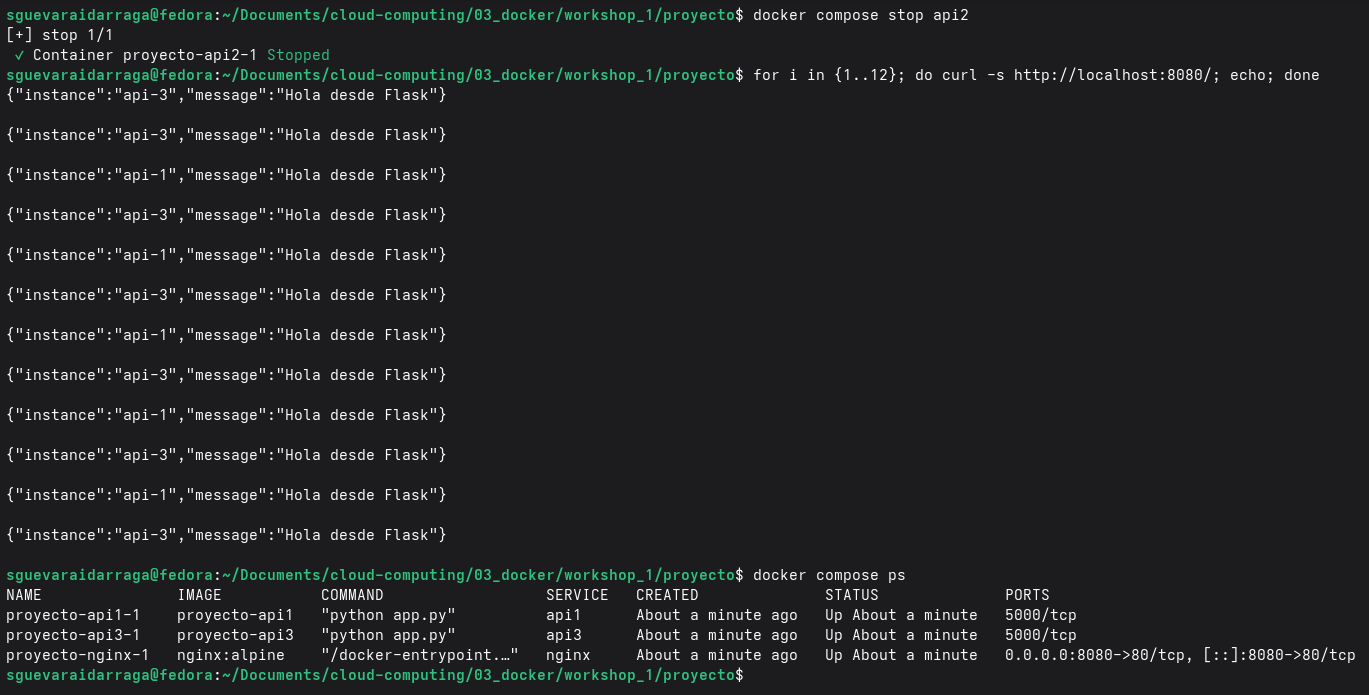 sguevaraidarraga@fedora:~/Documents/cloud-computing/03_docker/workshop_1/proyecto$ docker compose stop api2
[+] stop 1/1
 ✓ Container proyecto-api2-1 Stopped
sguevaraidarraga@fedora:~/Documents/cloud-computing/03_docker/workshop_1/proyecto$ for i in {1..12}; do curl -s http://localhost:8080/; echo; done
{"instance":"api-3","message":"Hola desde Flask"}
{"instance":"api-3","message":"Hola desde Flask"}
{"instance":"api-1","message":"Hola desde Flask"}
{"instance":"api-3","message":"Hola desde Flask"}
{"instance":"api-1","message":"Hola desde Flask"}
{"instance":"api-3","message":"Hola desde Flask"}
{"instance":"api-1","message":"Hola desde Flask"}
{"instance":"api-3","message":"Hola desde Flask"}
{"instance":"api-1","message":"Hola desde Flask"}
{"instance":"api-3","message":"Hola desde Flask"}
{"instance":"api-1","message":"Hola desde Flask"}
{"instance":"api-3","message":"Hola desde Flask"}
sguevaraidarraga@fedora:~/Documents/cloud-computing/03_docker/workshop_1/proyecto$ docker compose ps
NAME               IMAGE           COMMAND                  SERVICE   CREATED              STATUS              PORTS
proyecto-api1-1    proyecto-api1   "python app.py"          api1      About a minute ago   Up About a minute   5000/tcp
proyecto-api3-1    proyecto-api3   "python app.py"          api3      About a minute ago   Up About a minute   5000/tcp
proyecto-nginx-1   nginx:alpine    "/docker-entrypoint.…"   nginx     About a minute ago   Up About a minute   0.0.0.0:8080->80/tcp, [::]:8080->80/tcp
sguevaraidarraga@fedora:~/Documents/cloud-computing/03_docker/workshop_1/proyecto$